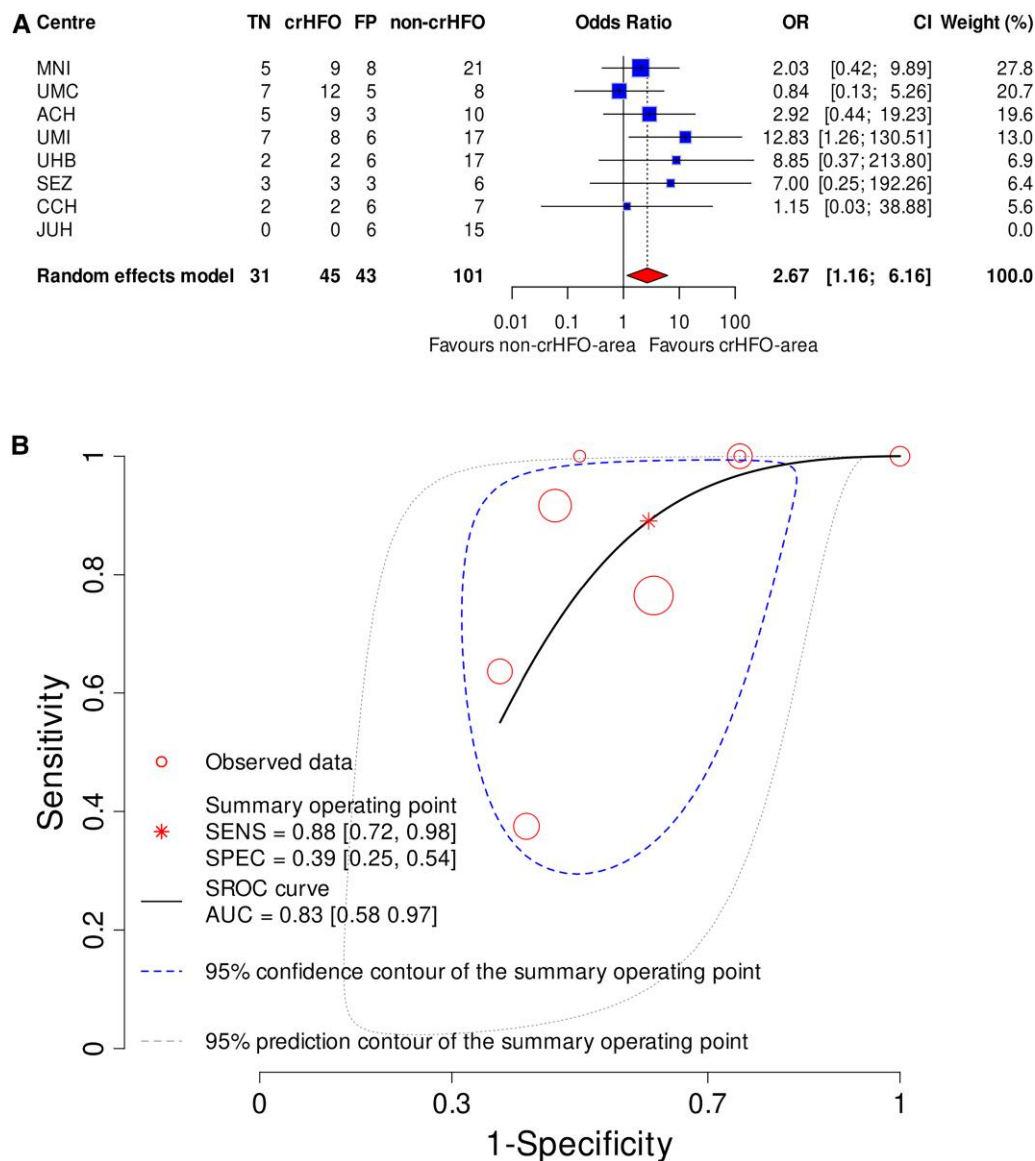 A Centre TN crHFO FP non-crHFO Odds Ratio OR CI Weight (%)
MNI 5 9 8 21 2.03 [0.42; 9.89] 27.8
UMC 7 12 5 8 0.84 [0.13; 5.26] 20.7
ACH 5 9 3 10 2.92 [0.44; 19.23] 19.6
UMI 7 8 6 17 12.83 [1.26; 130.51] 13.0
UHB 2 2 6 17 8.85 [0.37; 213.80] 6.9
SEZ 3 3 3 6 7.00 [0.25; 192.26] 6.4
CCH 2 2 6 7 1.15 [0.03; 38.88] 5.6
JUH 0 0 6 15 0.0
Random effects model 31 45 43 101 2.67 [1.16; 6.16] 100.0
0.01 0.1 1 10 100
Favours non-crHFO-area Favours crHFO-area
B
1
0.8
0.6
0.4
0.2
0
Sensitivity
Observed data
Summary operating point
SENS = 0.88 [0.72, 0.98]
SPEC = 0.39 [0.25, 0.54]
SROC curve
AUC = 0.83 [0.58 0.97]
95% confidence contour of the summary operating point
95% prediction contour of the summary operating point
0 0.3 0.7 1
1-Specificity